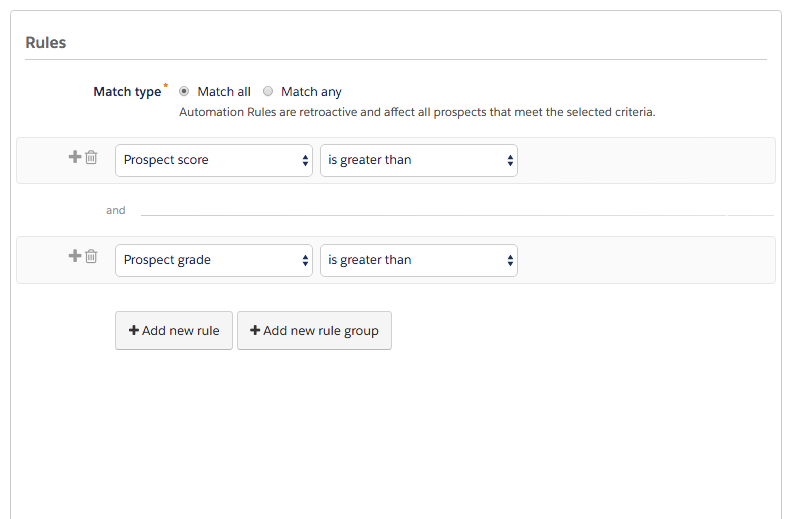 Rules
Match type* Match all Match any
Automation Rules are retroactive and affect all prospects that meet the selected criteria.
Prospect score is greater than
and
Prospect grade is greater than
Add new rule Add new rule group